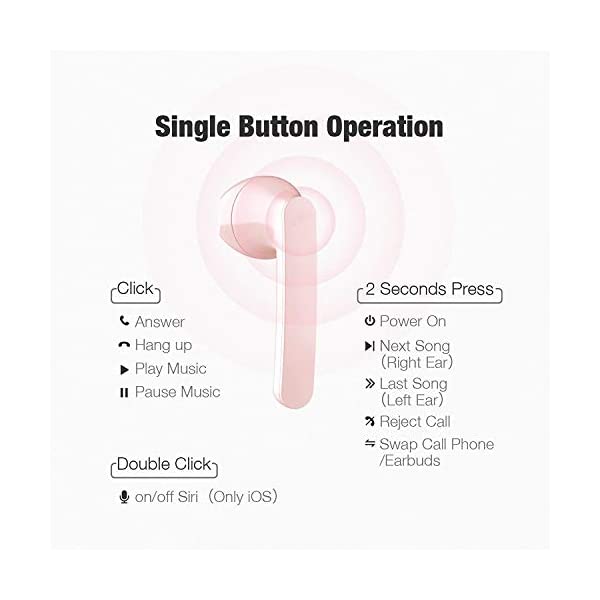 Single Button Operation
Click
Answer
Hang up
Play Music
Pause Music
Double Click
on/off Siri（Only iOS）
2 Seconds Press
Power On
Next Song
（Right Ear）
Last Song
（Left Ear）
Reject Call
Swap Call Phone
/Earbuds